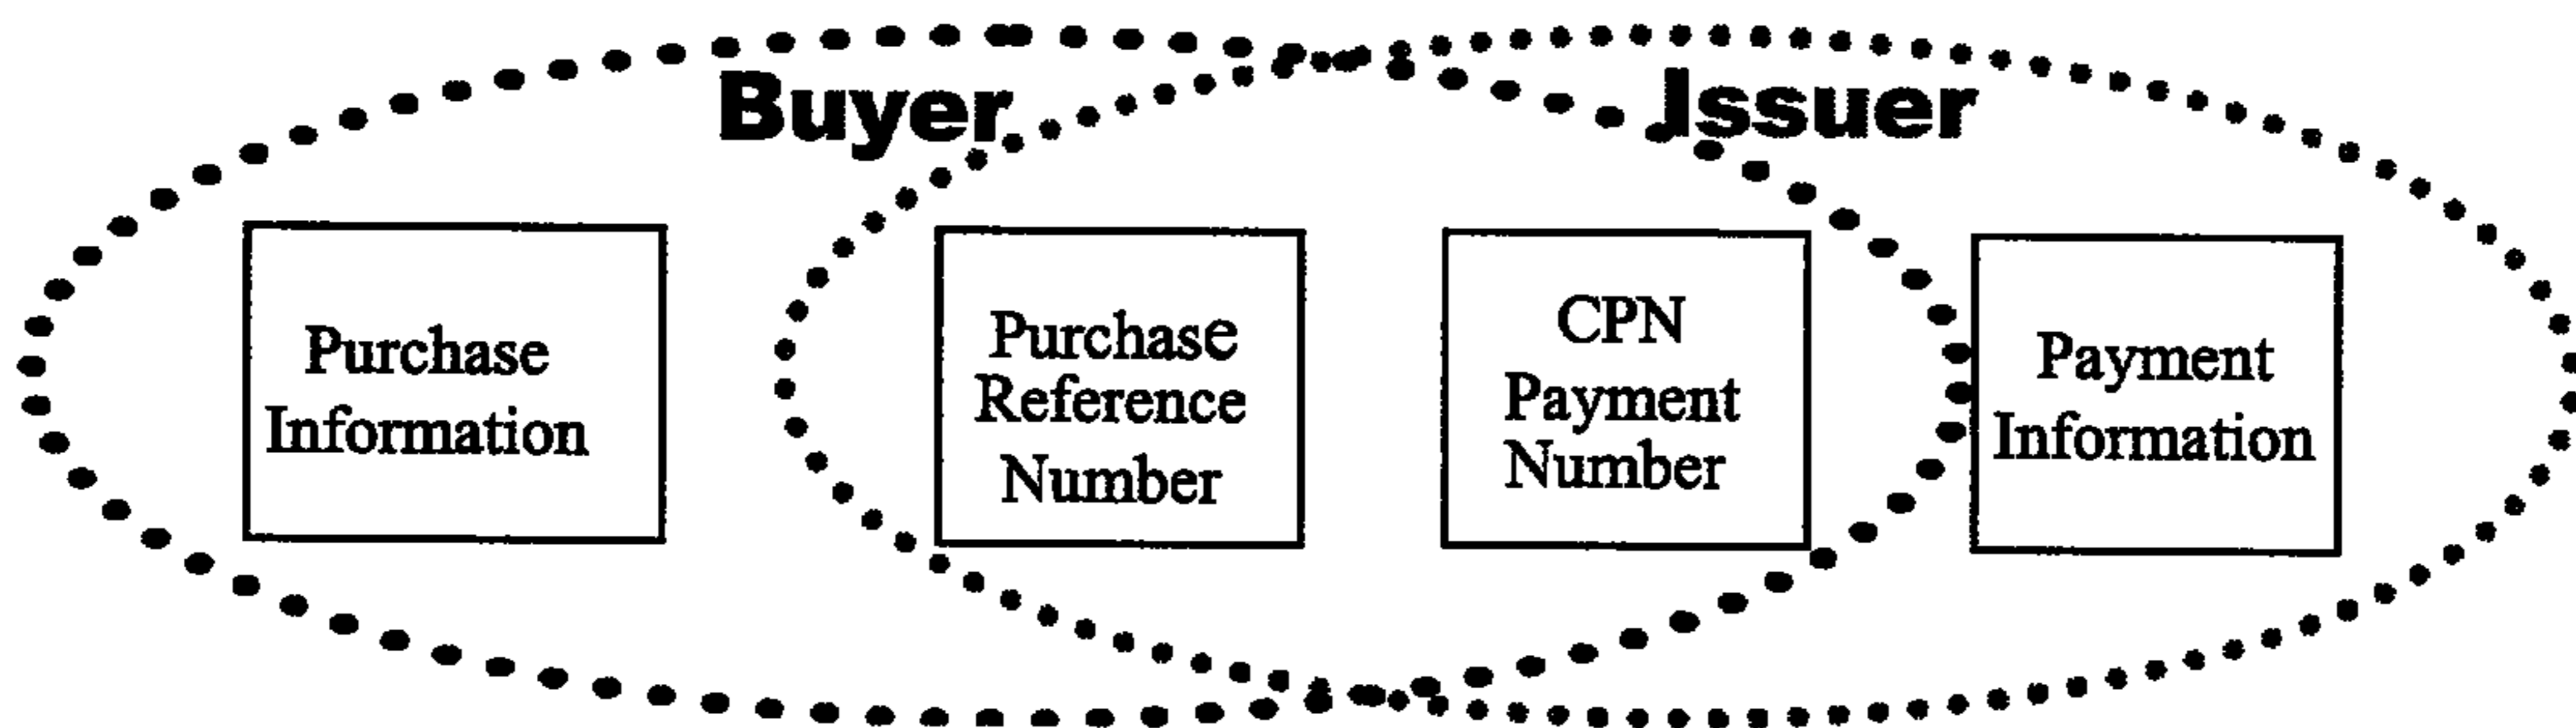 Buyer
Issuer
Purchase
Information
Purchase
Reference
Number
CPN
Payment
Number
Payment
Information